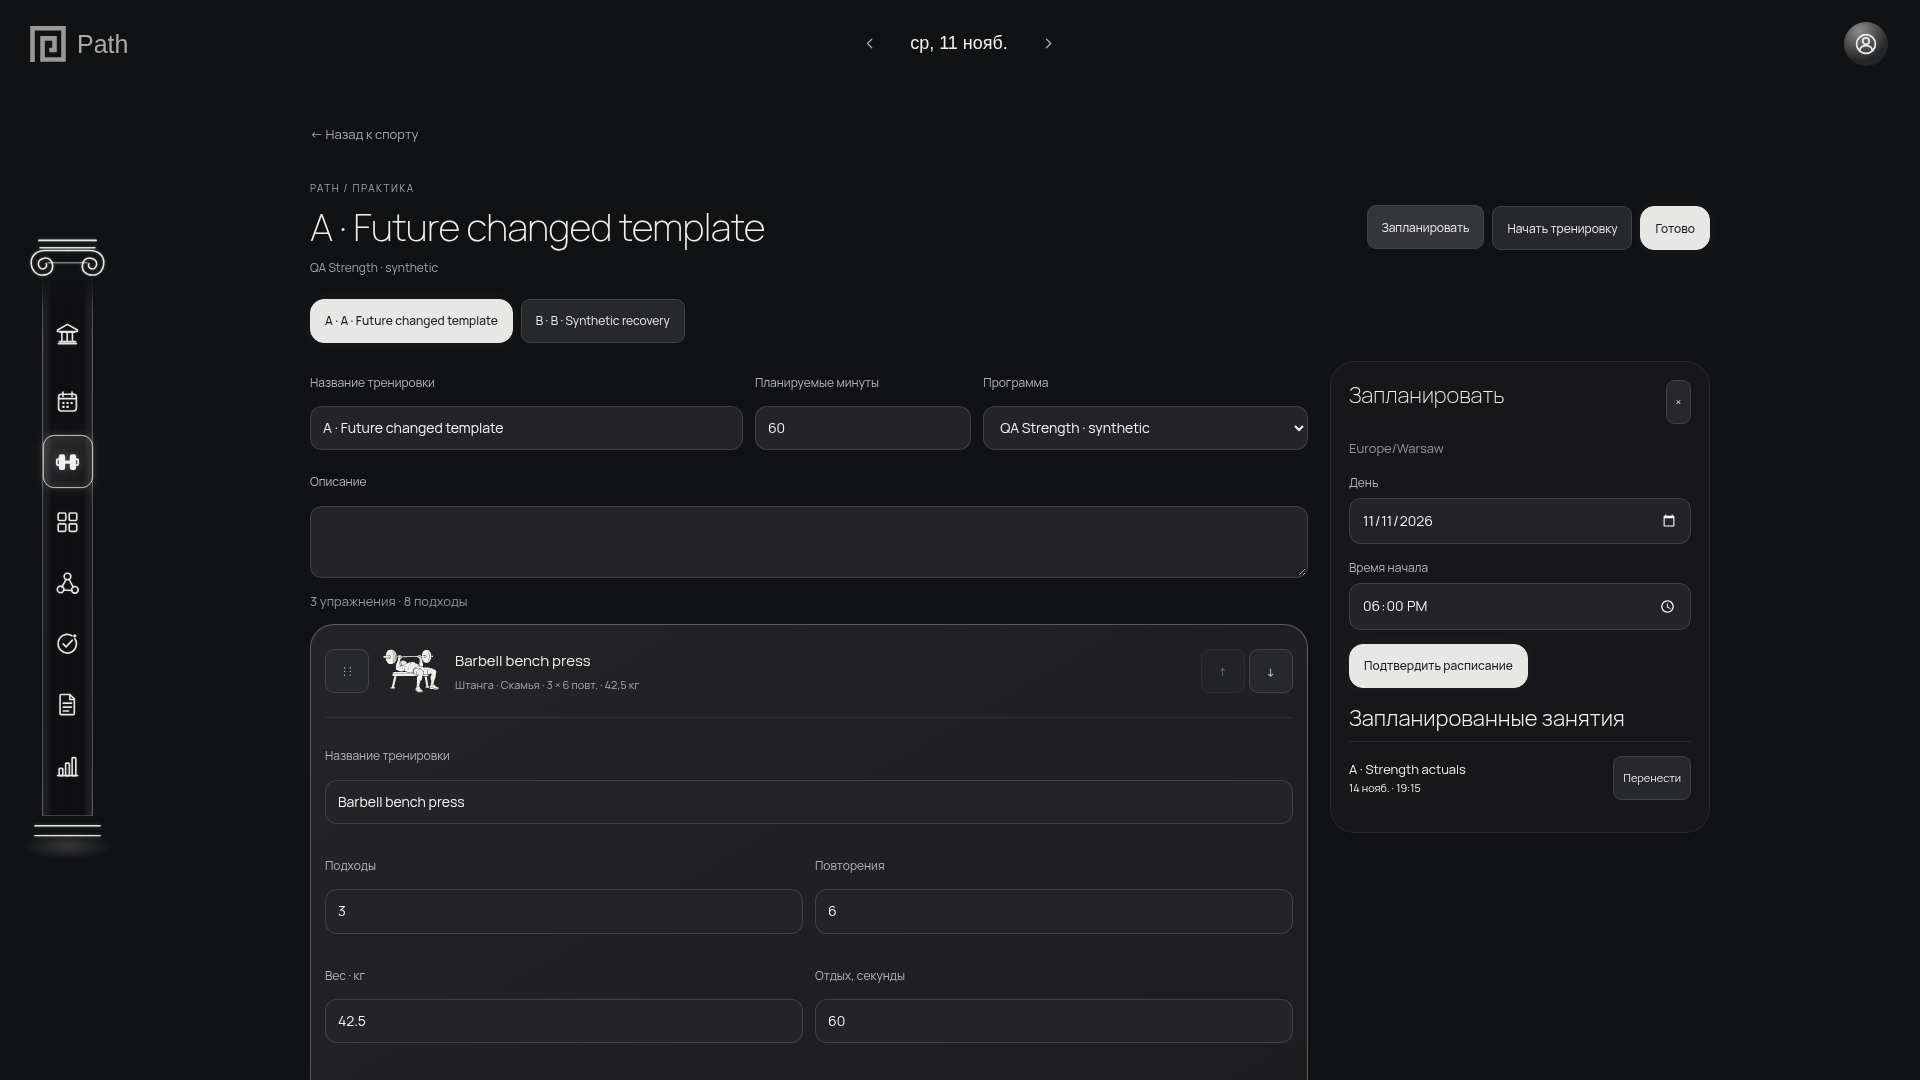 Path
ср, 11 нояб.
← Назад к спорту
PATH / ПРАКТИКА
A · Future changed template
QA Strength · synthetic
Запланировать
Начать тренировку
Готово
A · A · Future changed template
B · B · Synthetic recovery
Название тренировки
Планируемые минуты
Программа
A · Future changed template
60
QA Strength · synthetic
Описание
3 упражнения · 8 подходы
Barbell bench press
Штанга · Скамья · 3 × 6 повт. · 42,5 кг
↑
↓
Название тренировки
Barbell bench press
Подходы
Повторения
3
6
Вес · кг
Отдых, секунды
42.5
60
Запланировать
×
Europe/Warsaw
День
11/11/2026
Время начала
06:00 PM
Подтвердить расписание
Запланированные занятия
A · Strength actuals
14 нояб. · 19:15
Перенести